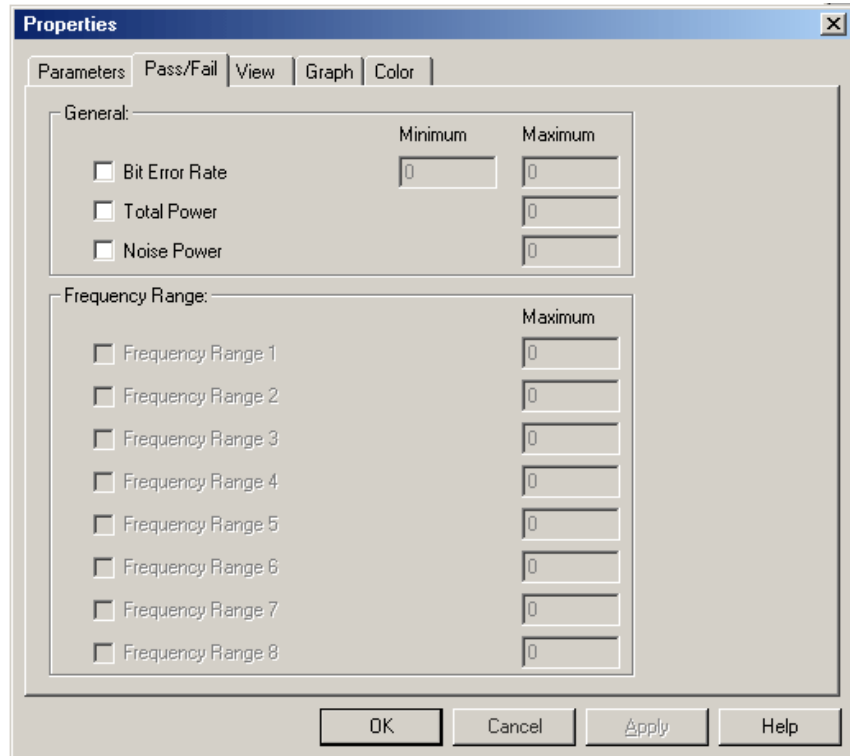 Properties
Parameters Pass/Fail View Graph Color
General:
Minimum Maximum
Bit Error Rate 0 0
Total Power 0
Noise Power 0
Frequency Range:
Maximum
Frequency Range 1 0
Frequency Range 2 0
Frequency Range 3 0
Frequency Range 4 0
Frequency Range 5 0
Frequency Range 6 0
Frequency Range 7 0
Frequency Range 8 0
OK Cancel Apply Help